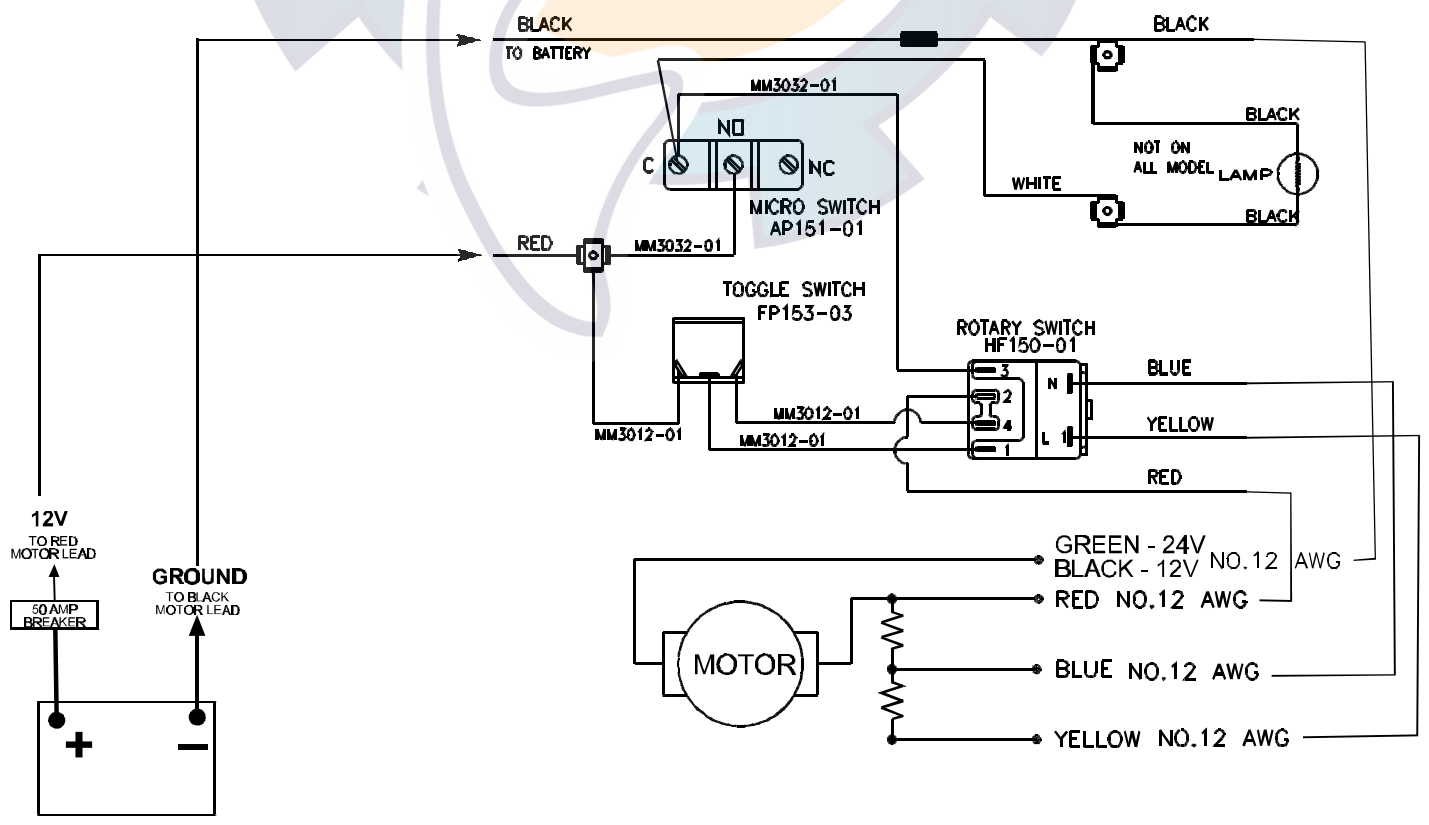 BLACK
TO BATTERY
BLACK
MM3032-01
NO
C
NC
MICRO SWITCH
AP151-01
BLACK
NOT ON
ALL MODEL
LAMP
WHITE
BLACK
RED
MM3032-01
TOGGLE SWITCH
FP153-03
ROTARY SWITCH
HF150-01
3
2
4
1
N
L 1
BLUE
YELLOW
RED
MM3012-01
MM3012-01
MM3012-01
12V
TO RED
MOTOR LEAD
50 AMP
BREAKER
GROUND
TO BLACK
MOTOR LEAD
+
−
MOTOR
GREEN - 24V
BLACK - 12V NO.12 AWG
RED NO.12 AWG
BLUE NO.12 AWG
YELLOW NO.12 AWG